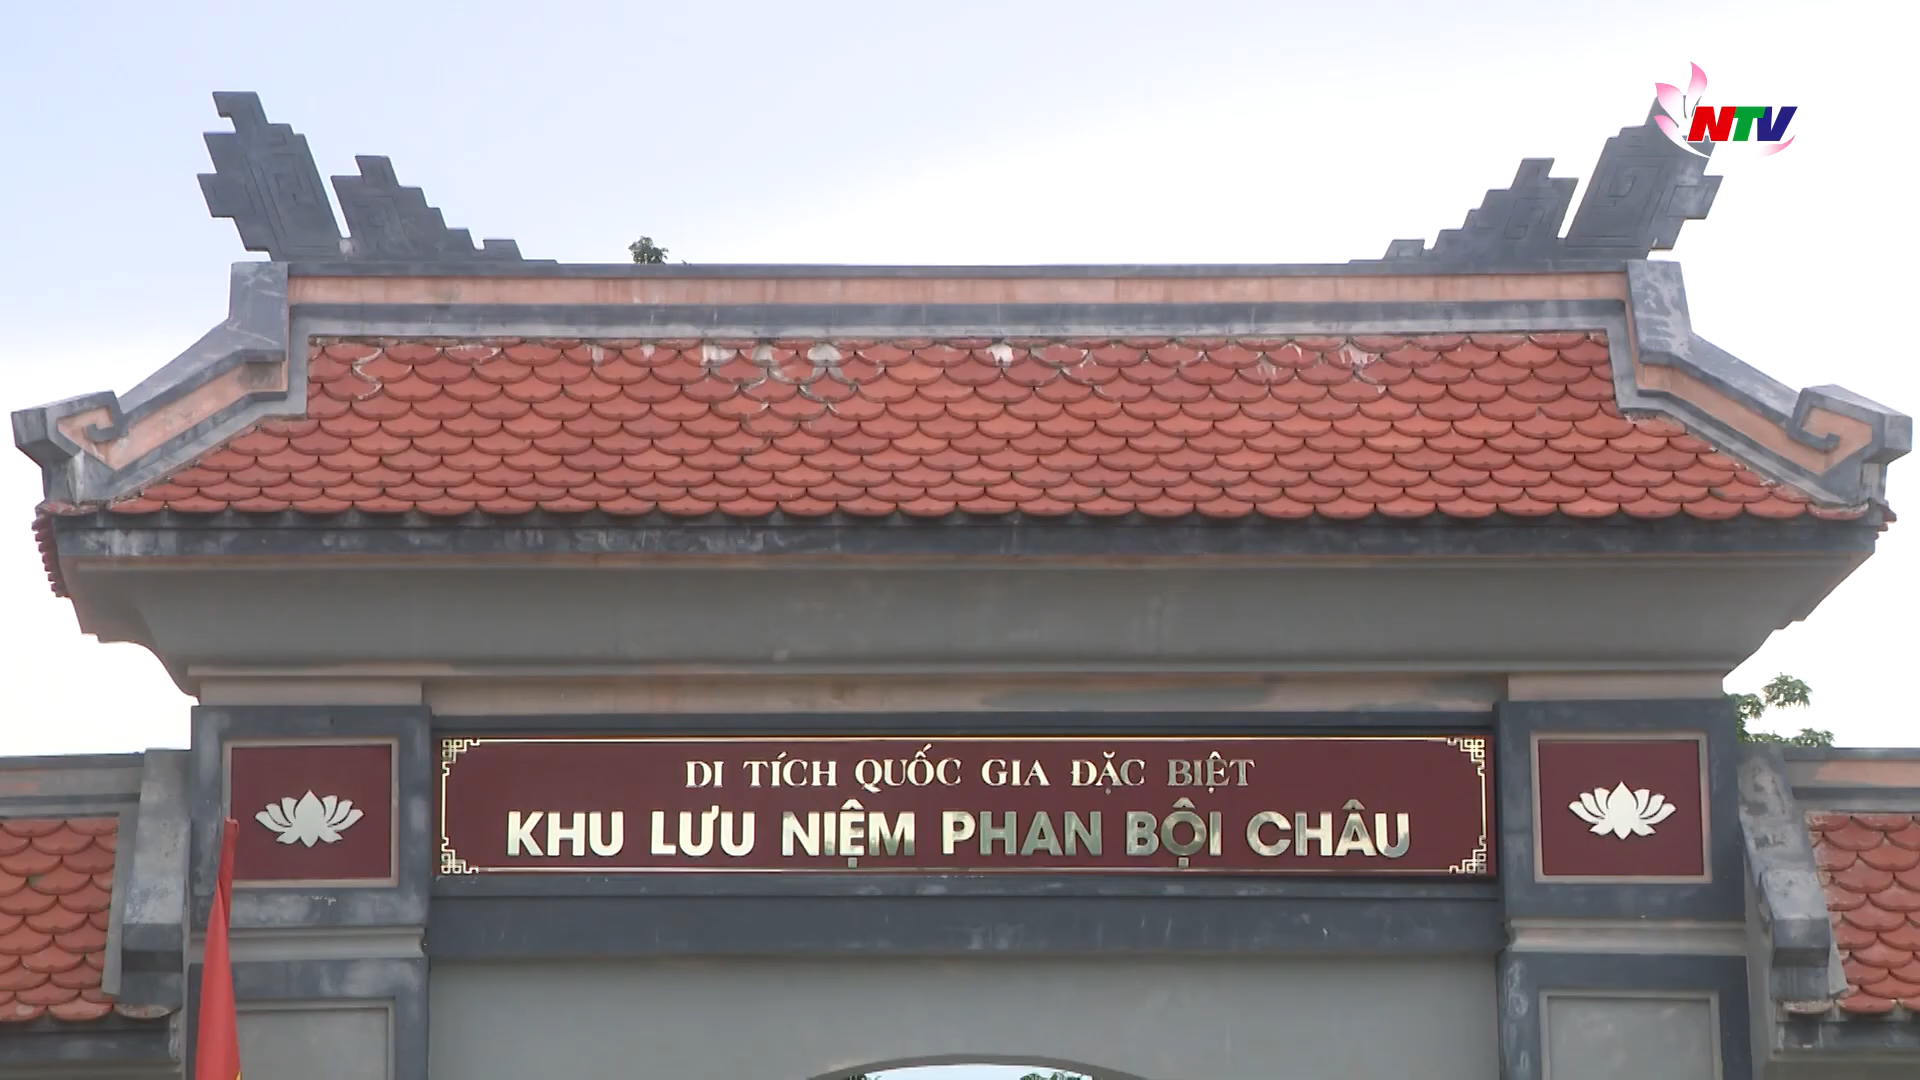 NTV
DI TÍCH QUỐC GIA ĐẶC BIỆT
KHU LƯU NIỆM PHAN BỘI CHÂU